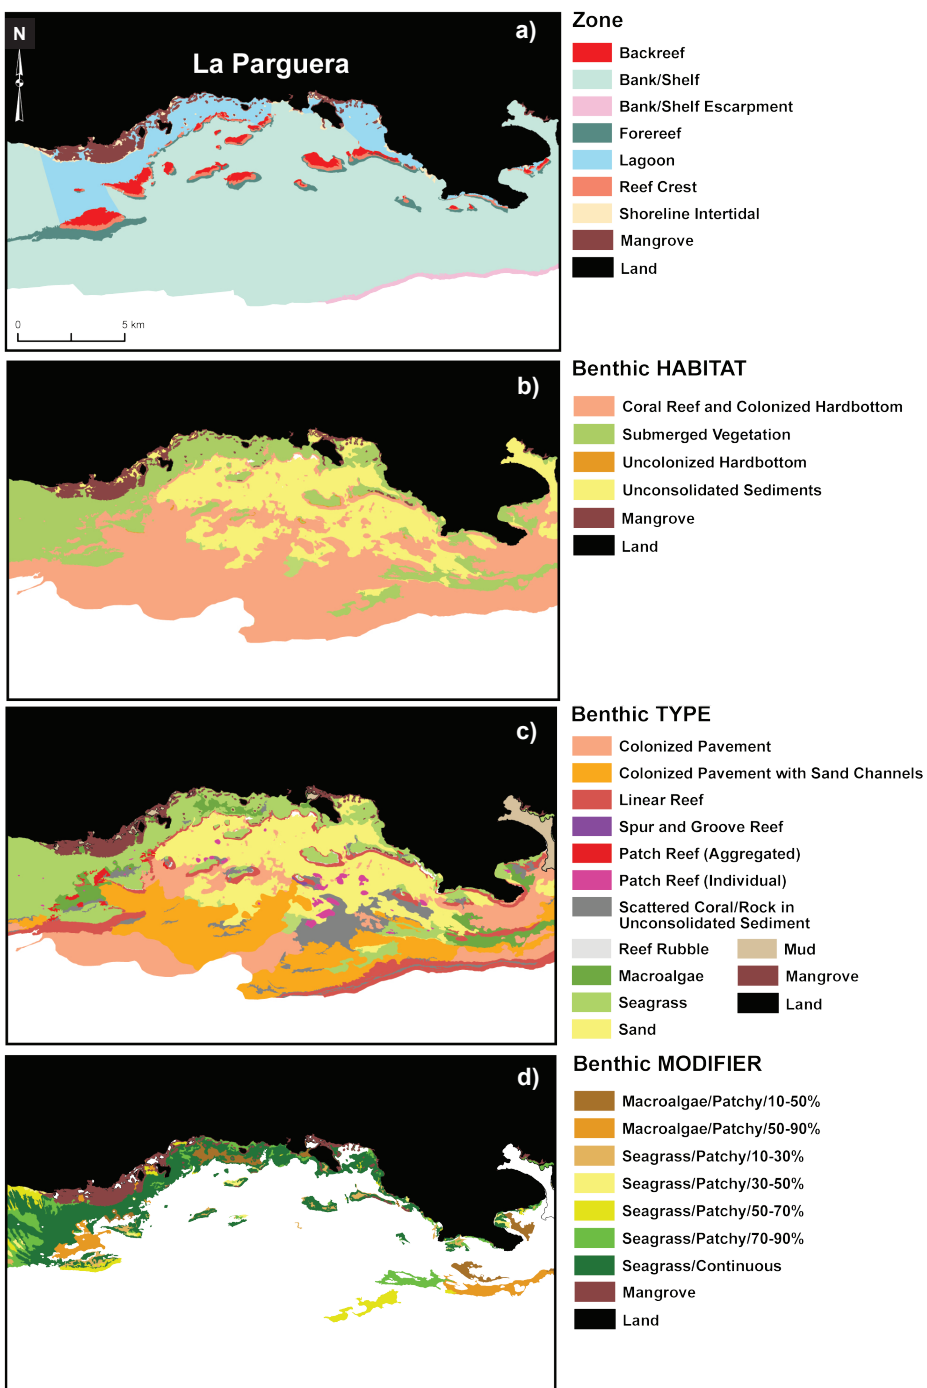 N
a)
La Parguera
0 5 km
Zone
Backreef
Bank/Shelf
Bank/Shelf Escarpment
Forereef
Lagoon
Reef Crest
Shoreline Intertidal
Mangrove
Land
b)
Benthic HABITAT
Coral Reef and Colonized Hardbottom
Submerged Vegetation
Uncolonized Hardbottom
Unconsolidated Sediments
Mangrove
Land
c)
Benthic TYPE
Colonized Pavement
Colonized Pavement with Sand Channels
Linear Reef
Spur and Groove Reef
Patch Reef (Aggregated)
Patch Reef (Individual)
Scattered Coral/Rock in
Unconsolidated Sediment
Reef Rubble
Macroalgae
Seagrass
Sand
Mud
Mangrove
Land
d)
Benthic MODIFIER
Macroalgae/Patchy/10-50%
Macroalgae/Patchy/50-90%
Seagrass/Patchy/10-30%
Seagrass/Patchy/30-50%
Seagrass/Patchy/50-70%
Seagrass/Patchy/70-90%
Seagrass/Continuous
Mangrove
Land